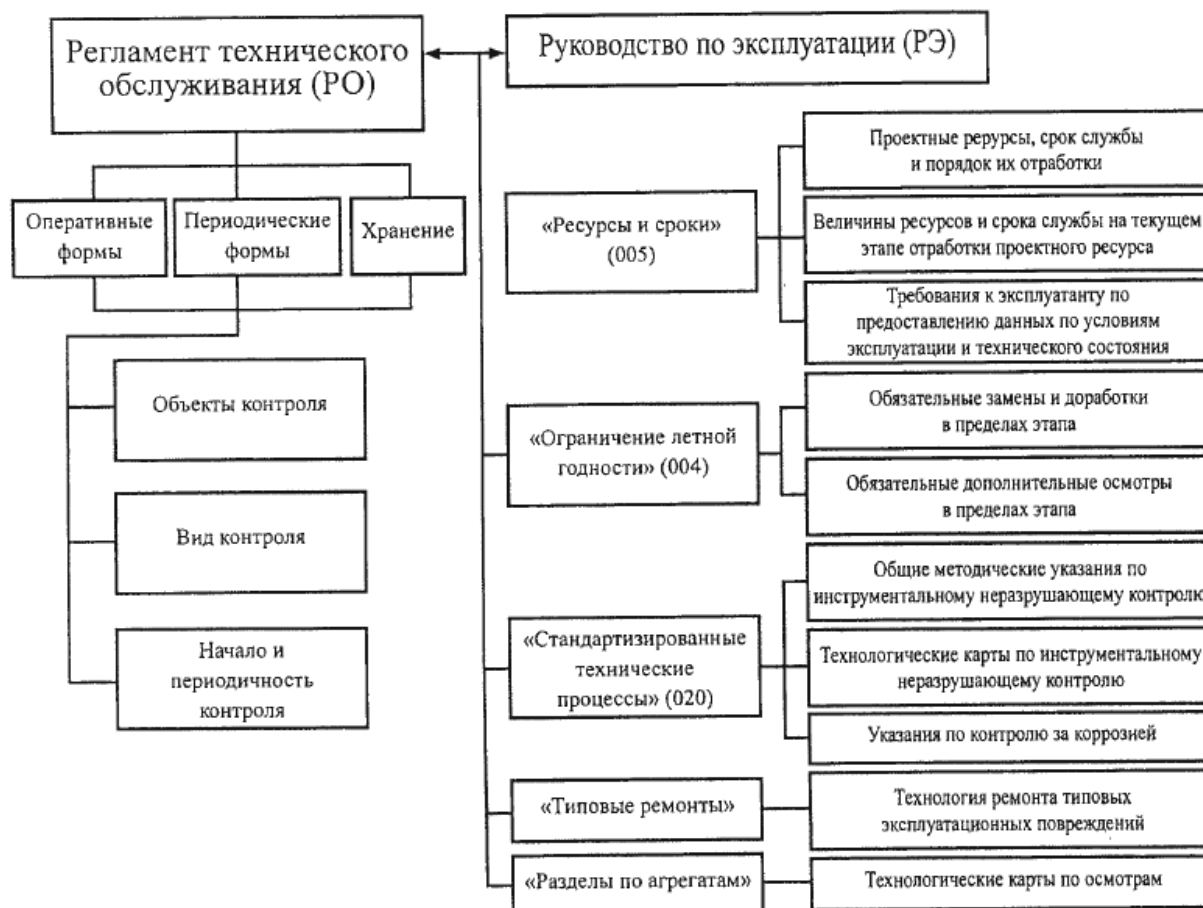 Регламент технического
обслуживания (РО)
Руководство по эксплуатации (РЭ)
Оперативные
формы
Периодические
формы
Хранение
Объекты контроля
Вид контроля
Начало и
периодичность
контроля
«Ресурсы и сроки»
(005)
Проектные рерурсы, срок службы
и порядок их отработки
Величины ресурсов и срока службы на текущем
этапе отработки проектного ресурса
Требования к эксплуатанту по
предоставлению данных по условиям
эксплуатации и технического состояния
«Ограничение летной
годности» (004)
Обязательные замены и доработки
в пределах этапа
Обязательные дополнительные осмотры
в пределах этапа
«Стандартизированные
технические
процессы» (020)
Общие методические указания по
инструментальному неразрушающему контролю
Технологические карты по инструментальному
неразрушающему контролю
Указания по контролю за коррозией
«Типовые ремонты»
Технология ремонта типовых
эксплуатационных повреждений
«Разделы по агрегатам»
Технологические карты по осмотрам